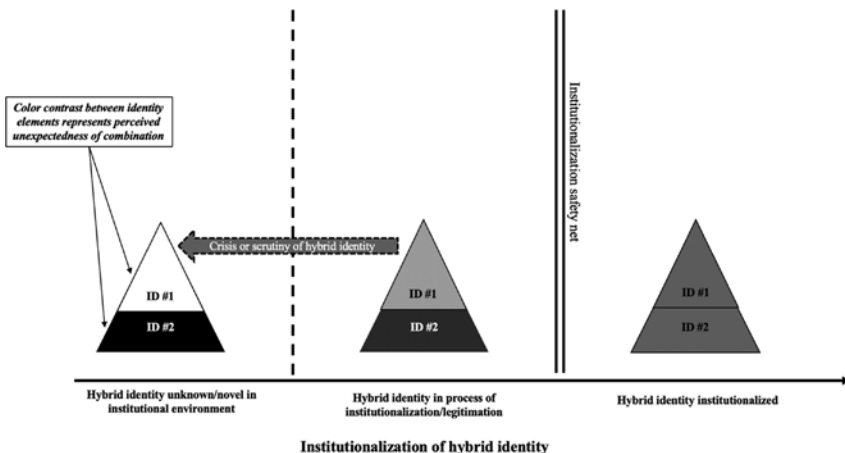 Color contrast between identity
elements represents perceived
unexpectedness of combination
Institutionalization safety net
Crisis or scrutiny of hybrid identity
ID #1
ID #2
ID #1
ID #2
ID #1
ID #2
Hybrid identity unknown/novel in
institutional environment
Hybrid identity in process of
institutionalization/legitimation
Hybrid identity institutionalized
Institutionalization of hybrid identity